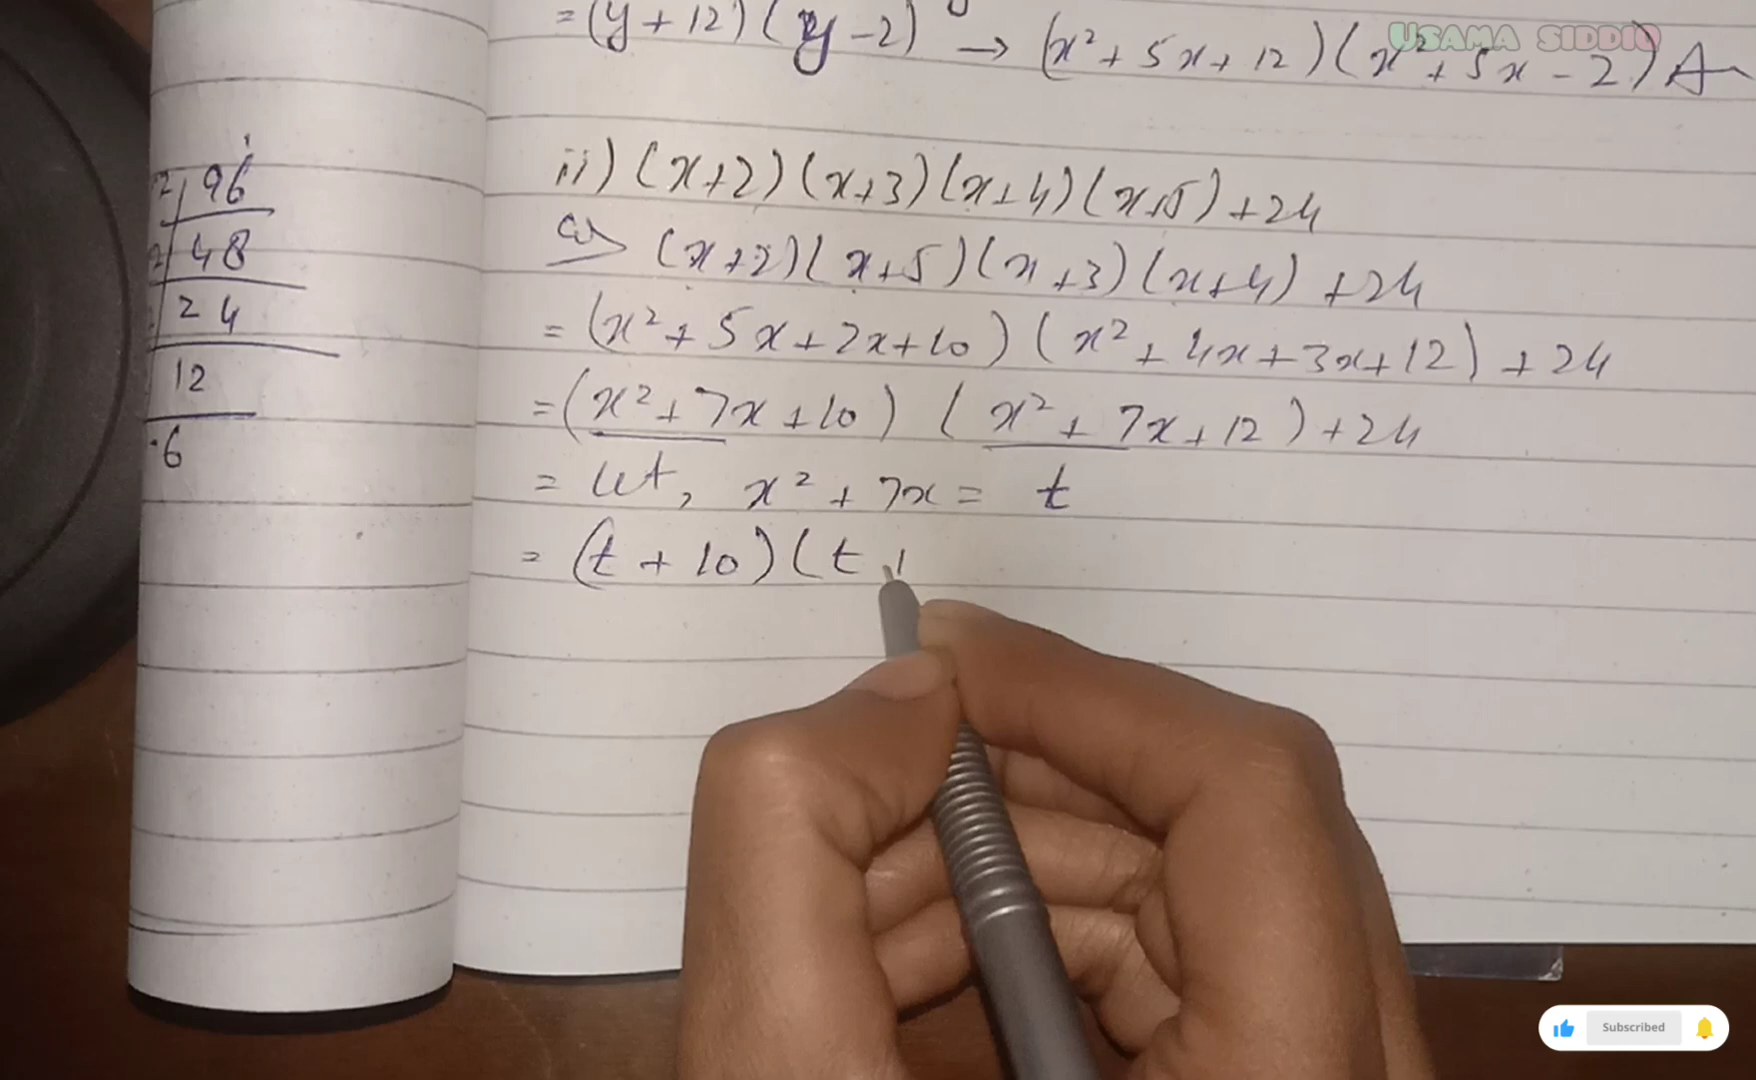 = (y + 12) (y - 2) → (x² + 5x + 12) (x² + 5x - 2) A
USAMA SIDDIQ
2 96
2 48
2 4
12
6
ii) (x+2) (x+3) (x+4) (x+5) + 24
(x+2) (x+5) (x+3) (x+4) + 24
= (x² + 5x + 2x + 10) (x² + 4x + 3x + 12) + 24
= (x² + 7x + 10) (x² + 7x + 12) + 24
= let, x² + 7x = t
= (t + 10) (t
Subscribed